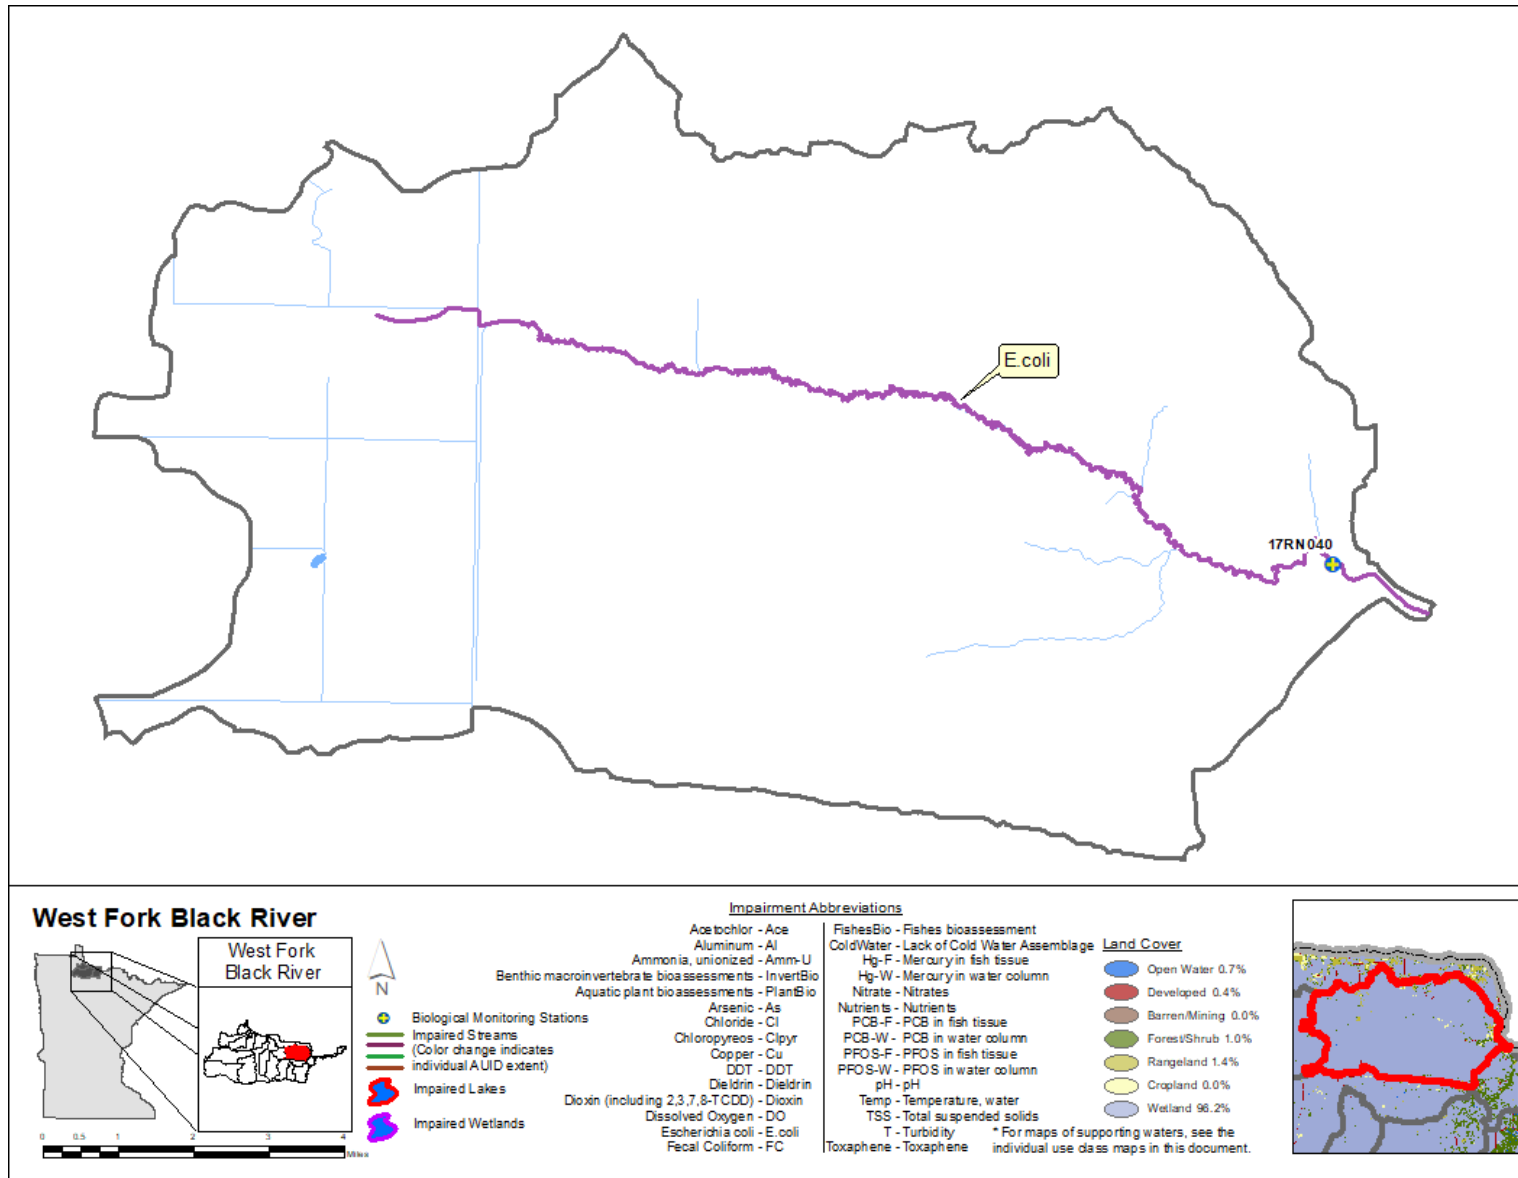 E.coli
17RN040
West Fork Black River
West Fork
Black River
N
Biological Monitoring Stations
Impaired Streams
(Color change indicates
individual AUID extent)
Impaired Lakes
Impaired Wetlands
0 0.5 1 2 3 4
Miles
Impairment Abbreviations
Acetochlor - Ace
Aluminum - Al
Ammonia, unionized - Amm-U
Benthic macroinvertebrate bioassessments - InvertBio
Aquatic plant bioassessments - PlantBio
Arsenic - As
Chloride - Cl
Chloropyreos - Clpyr
Copper - Cu
DDT - DDT
Dieldrin - Dieldrin
Dioxin (including 2,3,7,8-TCDD) - Dioxin
Dissolved Oxygen - DO
Escherichia coli - E.coli
Fecal Coliform - FC
FishesBio - Fishes bioassessment
ColdWater - Lack of Cold Water Assemblage
Hg-F - Mercury in fish tissue
Hg-W - Mercury in water column
Nitrate - Nitrates
Nutrients - Nutrients
PCB-F - PCB in fish tissue
PCB-W - PCB in water column
PFOS-F - PFOS in fish tissue
PFOS-W - PFOS in water column
pH - pH
Temp - Temperature, water
TSS - Total suspended solids
T - Turbidity
Toxaphene - Toxaphene
* For maps of supporting waters, see the
individual use class maps in this document.
Land Cover
Open Water 0.7%
Developed 0.4%
Barren/Mining 0.0%
Forest/Shrub 1.0%
Rangeland 1.4%
Cropland 0.0%
Wetland 96.2%